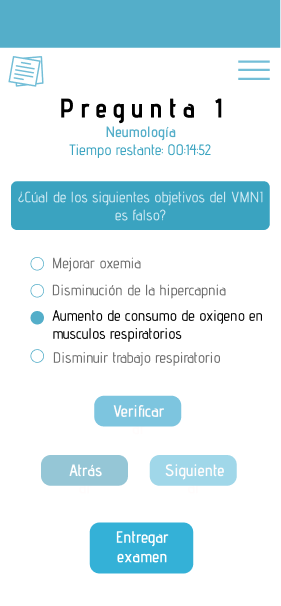 Pregunta 1
Neumología
Tiempo restante: 00:14:52
¿Cúal de los siguientes objetivos del VMNI
es falso?
Mejorar oxemia
Disminución de la hipercapnia
Aumento de consumo de oxigeno en
musculos respiratorios
Disminuir trabajo respiratorio
Verificar
Atrás
Siguiente
Entregar
examen